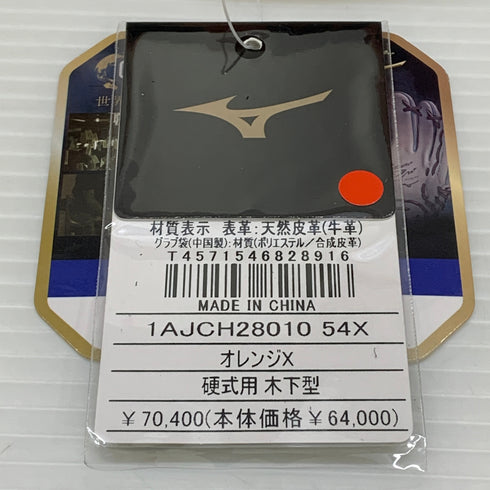 世
材質表示 表革:天然皮革(牛革)
グラブ袋(中国製):材質(ポリエステル/合成皮革)
T4571546828916
MADE IN CHINA
1AJCH28010 54X
オレンジX
硬式用 木下型
￥70,400(本体価格￥64,000)